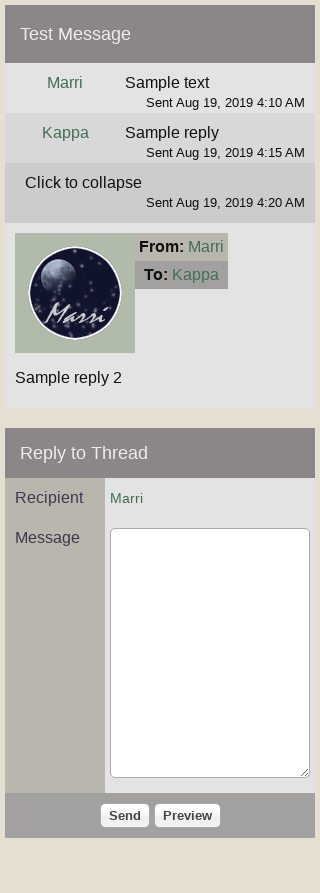 Test Message
Marri Sample text
Sent Aug 19, 2019 4:10 AM
Kappa Sample reply
Sent Aug 19, 2019 4:15 AM
Click to collapse
Sent Aug 19, 2019 4:20 AM
Marri
From: Marri
To: Kappa
Sample reply 2
Reply to Thread
Recipient Marri
Message
Send Preview